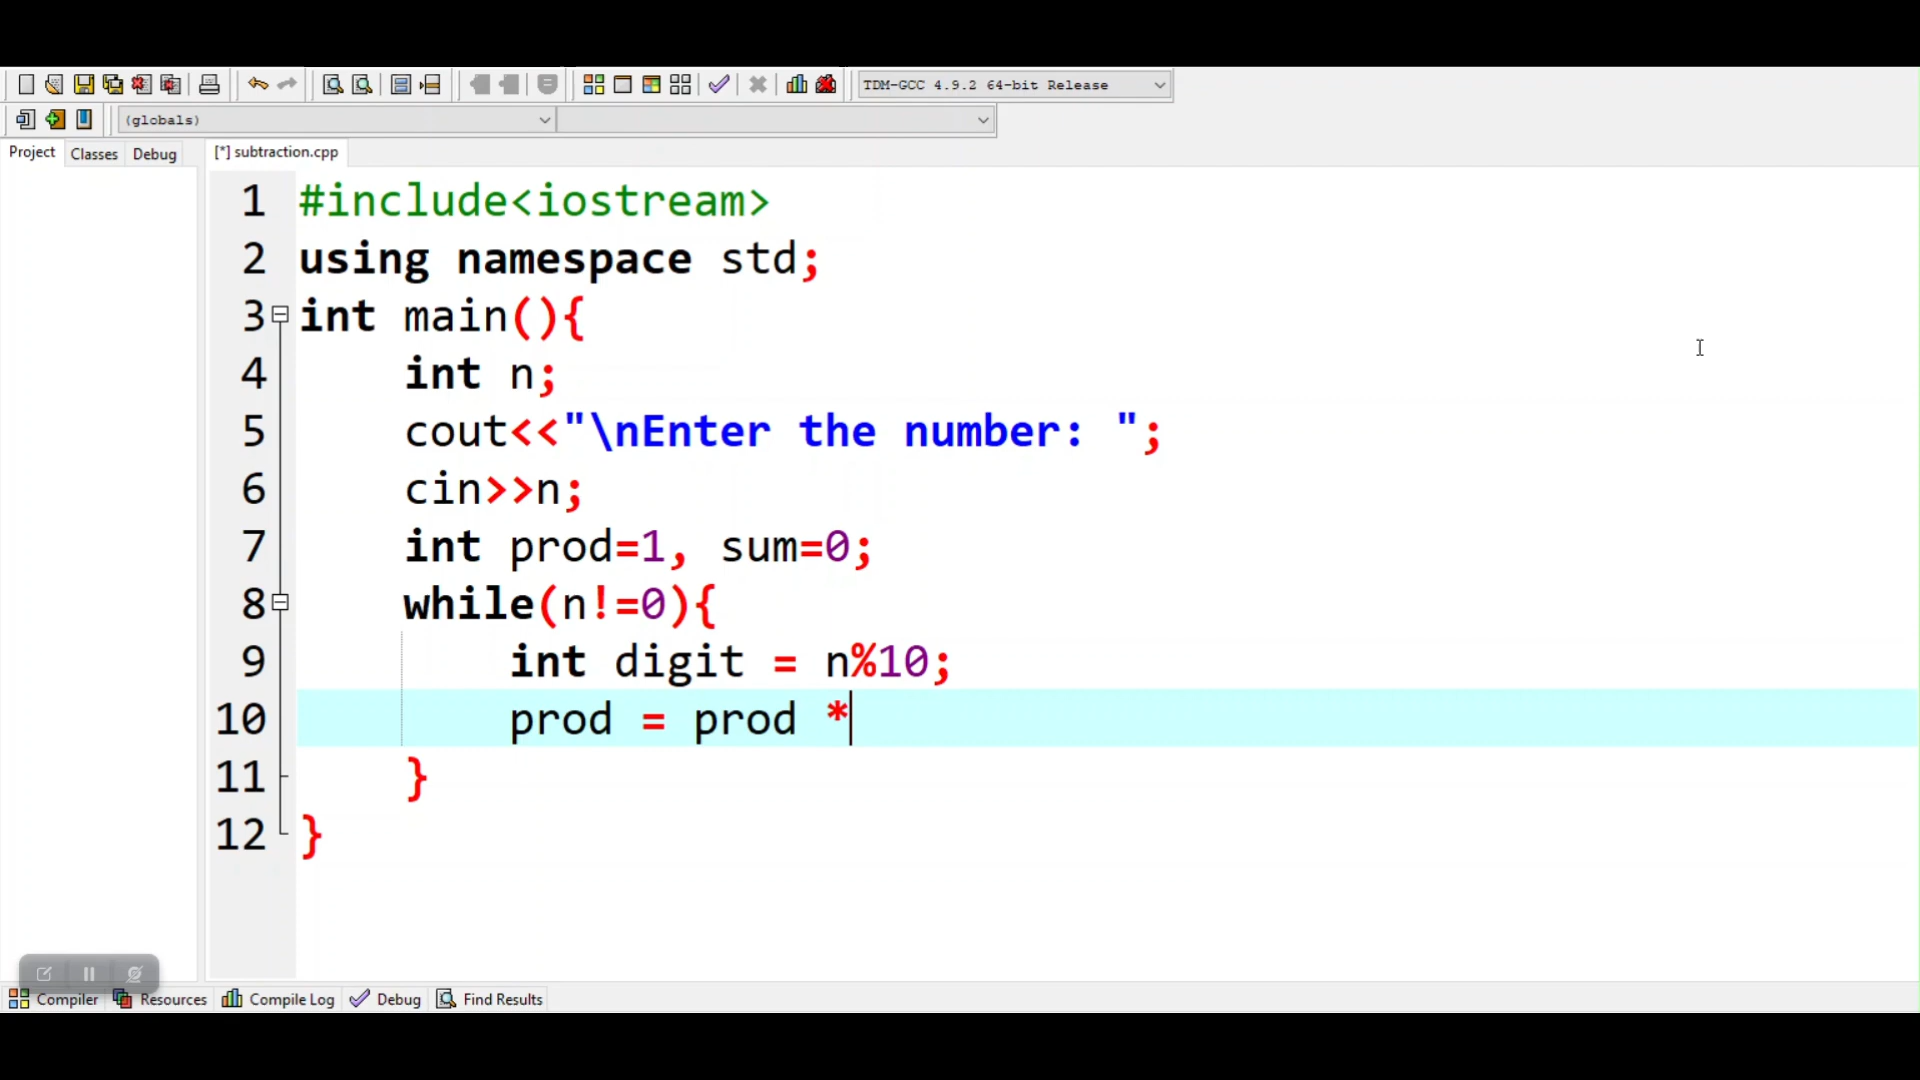 TDM-GCC 4.9.2 64-bit Release
(globals)
Project Classes Debug
[*] subtraction.cpp
1 #include<iostream>
2 using namespace std;
3 int main(){
4 int n;
5 cout<<"\nEnter the number: ";
6 cin>>n;
7 int prod=1, sum=0;
8 while(n!=0){
9 int digit = n%10;
10 prod = prod *
11 }
12 }
Compiler Resources Compile Log Debug Find Results